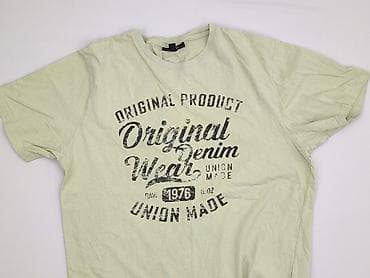 ORIGINAL PRODUCT
Original
Denim
Wear UNION
MADE
1976
UNION MADE